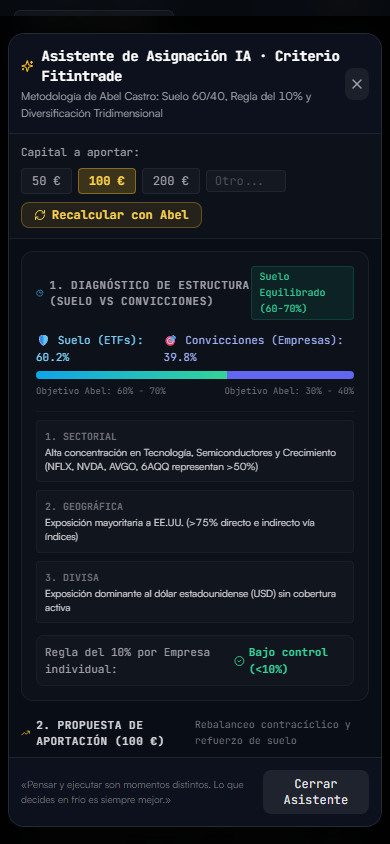 Asistente de Asignación IA · Criterio
Fitintrade
Metodología de Abel Castro: Suelo 60/40, Regla del 10% y
Diversificación Tridimensional
Capital a aportar:
50 € 100 € 200 € Otro...
Recalcular con Abel
1. DIAGNÓSTICO DE ESTRUCTURA
(SUELO VS CONVICCIONES)
Suelo
Equilibrado
(60-70%)
Suelo (ETFs):
60.2%
Convicciones (Empresas):
39.8%
Objetivo Abel: 60% - 70% Objetivo Abel: 30% - 40%
1. SECTORIAL
Alta concentración en Tecnología, Semiconductores y Crecimiento
(NFLX, NVDA, AVGO, 6AQQ representan >50%)
2. GEOGRÁFICA
Exposición mayoritaria a EE.UU. (>75% directo e indirecto vía
índices)
3. DIVISA
Exposición dominante al dólar estadounidense (USD) sin cobertura
activa
Regla del 10% por Empresa
individual:
Bajo control
(<10%)
2. PROPUESTA DE
APORTACIÓN (100 €)
Rebalanceo contracíclico y
refuerzo de suelo
«Pensar y ejecutar son momentos distintos. Lo que
decides en frío es siempre mejor.»
Cerrar
Asistente